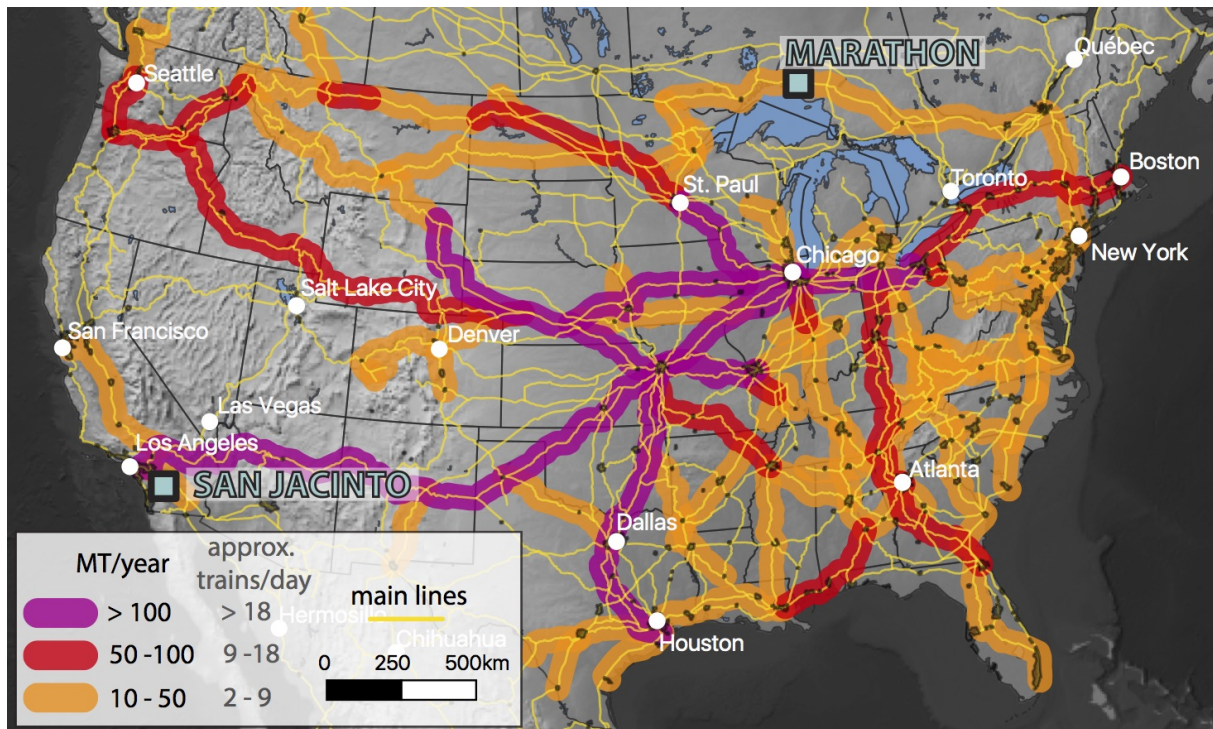 MARATHON
Québec
Seattle
Boston
Toronto
St. Paul
New York
Chicago
Salt Lake City
San Francisco
Denver
Las Vegas
Los Angeles
SAN JACINTO
Atlanta
Dallas
Houston
MT/year
approx.
trains/day
main lines
> 100
> 18
Hermosillo
50 -100
9 -18
Chihuahua
10 - 50
2 - 9
0 250 500km